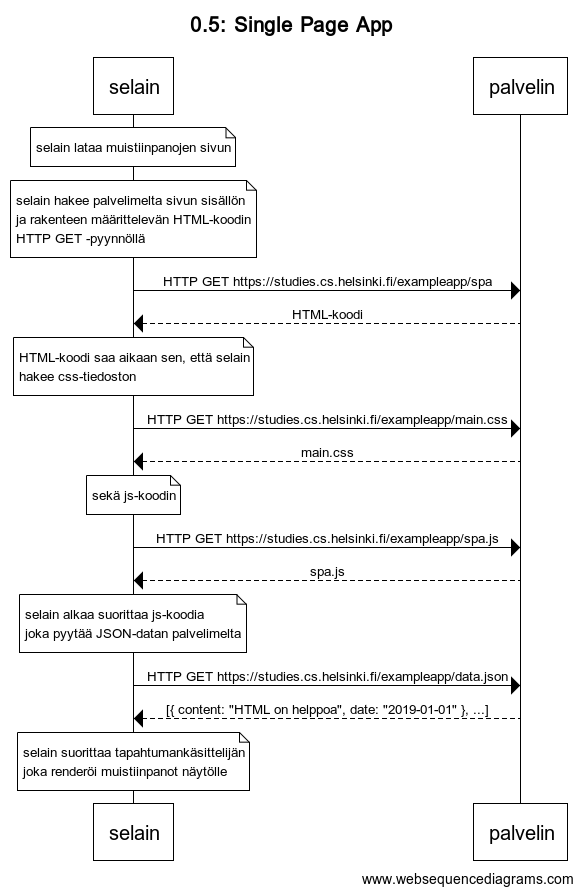 0.5: Single Page App
selain
palvelin
selain lataa muistiinpanojen sivun
selain hakee palvelimelta sivun sisällön
ja rakenteen määrittelevän HTML-koodin
HTTP GET -pyynnöllä
HTTP GET https://studies.cs.helsinki.fi/exampleapp/spa
HTML-koodi
HTML-koodi saa aikaan sen, että selain
hakee css-tiedoston
HTTP GET https://studies.cs.helsinki.fi/exampleapp/main.css
main.css
sekä js-koodin
HTTP GET https://studies.cs.helsinki.fi/exampleapp/spa.js
spa.js
selain alkaa suorittaa js-koodia
joka pyytää JSON-datan palvelimelta
HTTP GET https://studies.cs.helsinki.fi/exampleapp/data.json
[{ content: "HTML on helppoa", date: "2019-01-01" }, ...]
selain suorittaa tapahtumankäsittelijän
joka renderöi muistiinpanot näytölle
selain
palvelin
www.websequencediagrams.com